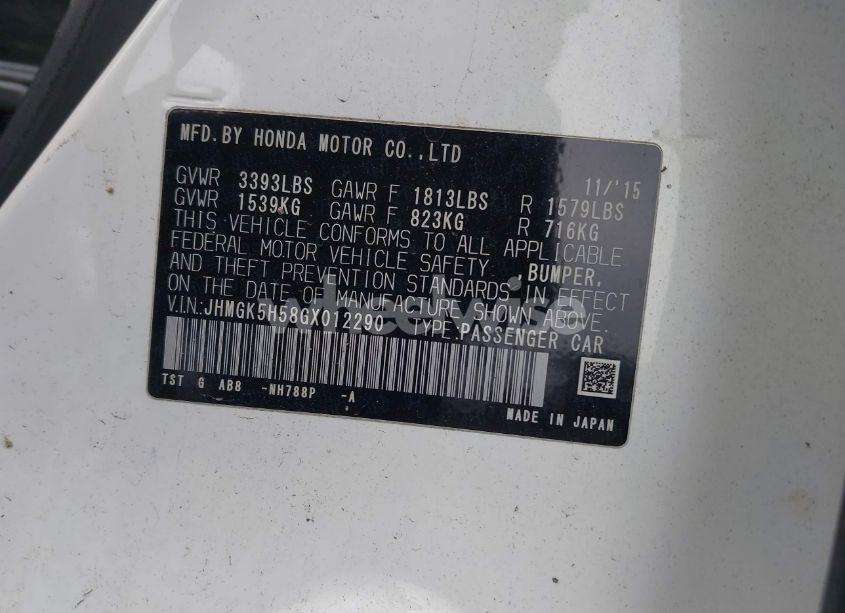 MFD.BY HONDA MOTOR CO.,LTD
11/'15
GVWR 3393LBS GAWR F 1813LBS R 1579LBS
GVWR 1539KG GAWR F 823KG R 716KG
THIS VEHICLE CONFORMS TO ALL APPLICABLE
FEDERAL MOTOR VEHICLE SAFETY ,BUMPER,
AND THEFT PREVENTION STANDARDS IN EFFECT
ON THE DATE OF MANUFACTURE SHOWN ABOVE.
V.IN:JHMGK5H58GX012290 TYPE:PASSENGER CAR
TST G AB8 -NH788P -A
MADE IN JAPAN
wheelwise